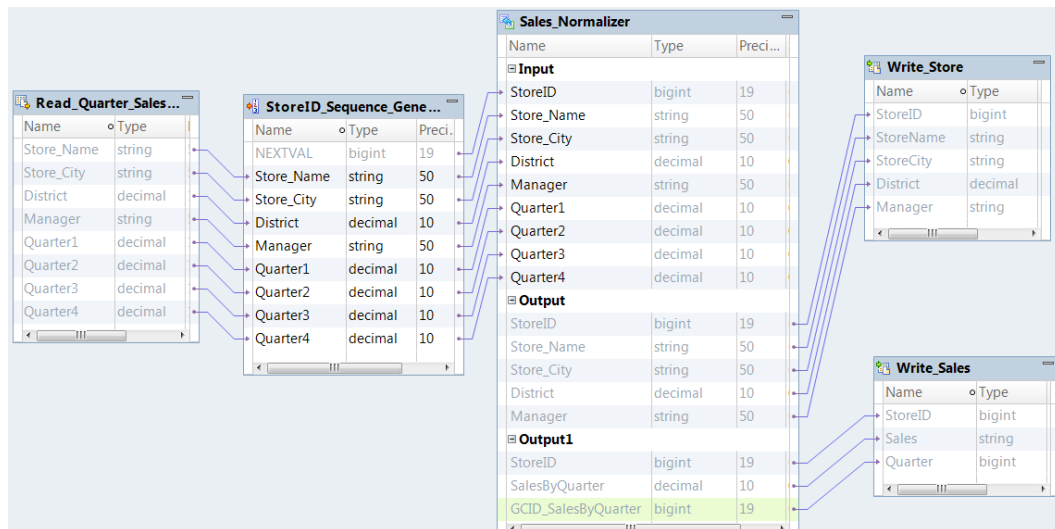 Read_Quarter_Sales...
Name Type
Store_Name string
Store_City string
District decimal
Manager string
Quarter1 decimal
Quarter2 decimal
Quarter3 decimal
Quarter4 decimal
StoreID_Sequence_Gene...
Name Type Preci.
NEXTVAL bigint 19
Store_Name string 50
Store_City string 50
District decimal 10
Manager string 50
Quarter1 decimal 10
Quarter2 decimal 10
Quarter3 decimal 10
Quarter4 decimal 10
Sales_Normalizer
Name Type Preci...
Input
StoreID bigint 19
Store_Name string 50
Store_City string 50
District decimal 10
Manager string 50
Quarter1 decimal 10
Quarter2 decimal 10
Quarter3 decimal 10
Quarter4 decimal 10
Output
StoreID bigint 19
Store_Name string 50
Store_City string 50
District decimal 10
Manager string 50
Output1
StoreID bigint 19
SalesByQuarter decimal 10
GCID_SalesByQuarter bigint 19
Write_Store
Name Type
StoreID bigint
StoreName string
StoreCity string
District decimal
Manager string
Write_Sales
Name Type
StoreID bigint
Sales string
Quarter bigint